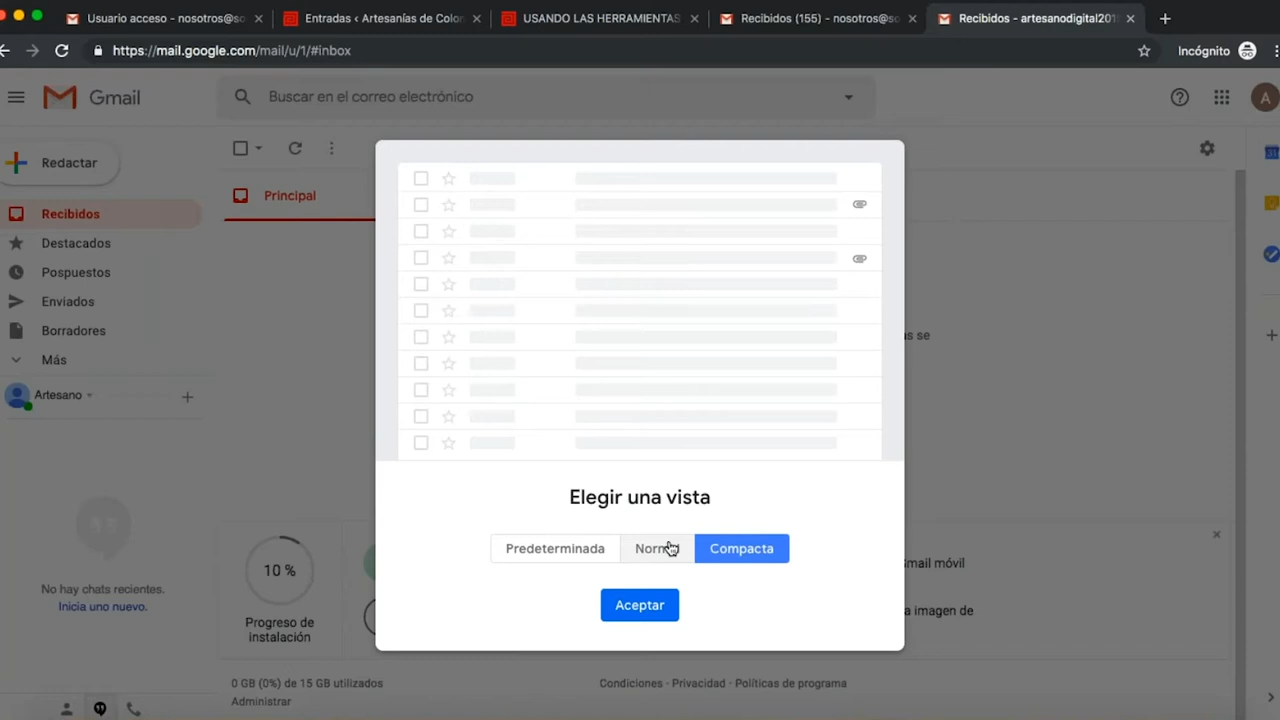 Usuario acceso - nosotros@so
Entradas ‹ Artesanías de Colon
USANDO LAS HERRAMIENTAS
Recibidos (155) - nosotros@so
Recibidos - artesanodigital201
https://mail.google.com/mail/u/1/#inbox
Incógnito
Gmail
Buscar en el correo electrónico
A
Redactar
Principal
Recibidos
Destacados
Pospuestos
Enviados
Borradores
Más
Artesano
as se
Elegir una vista
Predeterminada
Compacta
Aceptar
No hay chats recientes.
Inicia uno nuevo.
10 %
Progreso de
instalación
Gmail móvil
a imagen de
0 GB (0%) de 15 GB utilizados
Administrar
Condiciones - Privacidad - Políticas de programa